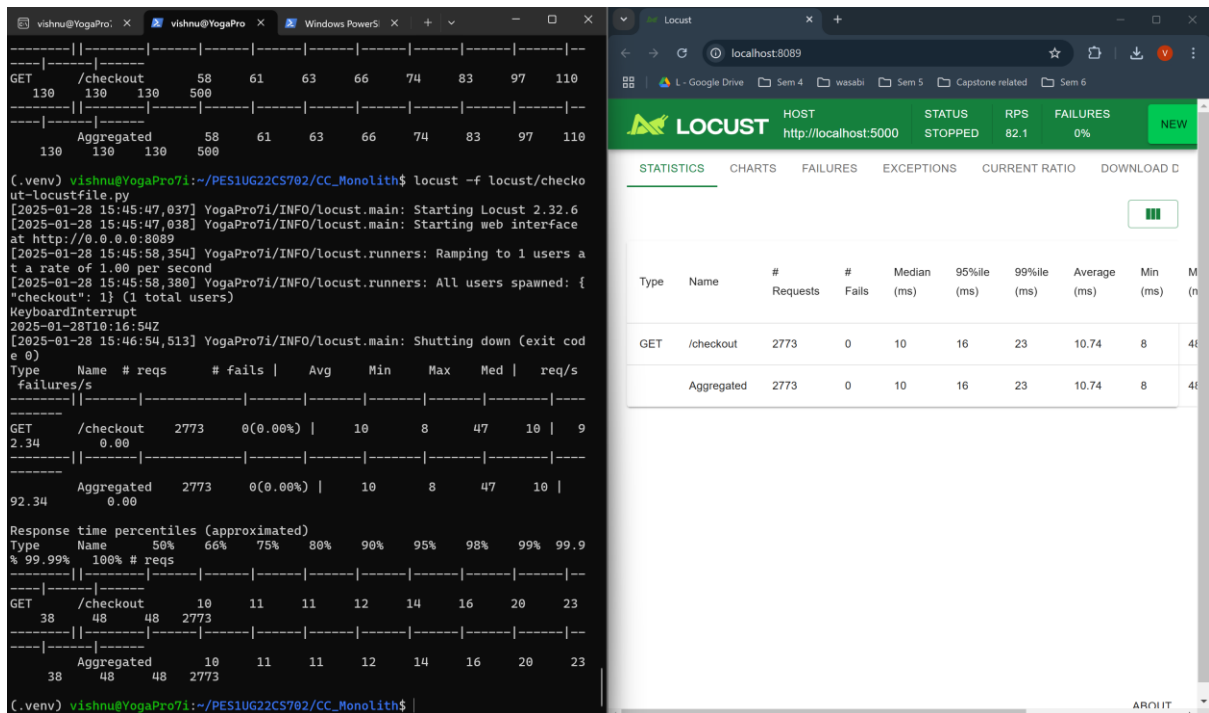 vishnu@YogaPro7
vishnu@YogaPro
Windows PowerS
--------||--------|------|------|------|------|------|------|------|--
----|------|------
GET /checkout 58 61 63 66 74 83 97 110
130 130 130 500
--------||--------|------|------|------|------|------|------|------|--
----|------|------
Aggregated 58 61 63 66 74 83 97 110
130 130 130 500
(.venv) vishnu@YogaPro7i:~/PES1UG22CS702/CC_Monolith$ locust -f locust/checko
ut-locustfile.py
[2025-01-28 15:45:47,037] YogaPro7i/INFO/locust.main: Starting Locust 2.32.6
[2025-01-28 15:45:47,038] YogaPro7i/INFO/locust.main: Starting web interface
at http://0.0.0.0:8089
[2025-01-28 15:45:58,354] YogaPro7i/INFO/locust.runners: Ramping to 1 users a
t a rate of 1.00 per second
[2025-01-28 15:45:58,380] YogaPro7i/INFO/locust.runners: All users spawned: {
"checkout": 1} (1 total users)
KeyboardInterrupt
2025-01-28T10:16:54Z
[2025-01-28 15:46:54,513] YogaPro7i/INFO/locust.main: Shutting down (exit cod
e 0)
Type Name # reqs # fails | Avg Min Max Med | req/s
failures/s
--------||-------|-------------|-------|-------|-------|-------|----
-------
GET /checkout 2773 0(0.00%) | 10 8 47 10 | 9
2.34 0.00
--------||-------|-------------|-------|-------|-------|-------|----
-------
Aggregated 2773 0(0.00%) | 10 8 47 10 |
92.34 0.00
Response time percentiles (approximated)
Type Name 50% 66% 75% 80% 90% 95% 98% 99% 99.9
% 99.99% 100% # reqs
--------||--------|------|------|------|------|------|------|------|--
----|------|------
GET /checkout 10 11 11 12 14 16 20 23
38 48 48 2773
--------||--------|------|------|------|------|------|------|------|--
----|------|------
Aggregated 10 11 11 12 14 16 20 23
38 48 48 2773
(.venv) vishnu@YogaPro7i:~/PES1UG22CS702/CC_Monolith$
Locust
localhost:8089
V
L - Google Drive Sem 4 wasabi Sem 5 Capstone related Sem 6
LOCUST
HOST STATUS RPS FAILURES
http://localhost:5000 STOPPED 82.1 0%
NEW
STATISTICS CHARTS FAILURES EXCEPTIONS CURRENT RATIO DOWNLOAD D
Type Name # Requests # Fails Median (ms) 95%ile (ms) 99%ile (ms) Average (ms) Min (ms) M
GET /checkout 2773 0 10 16 23 10.74 8 48
Aggregated 2773 0 10 16 23 10.74 8 48
ABOUT